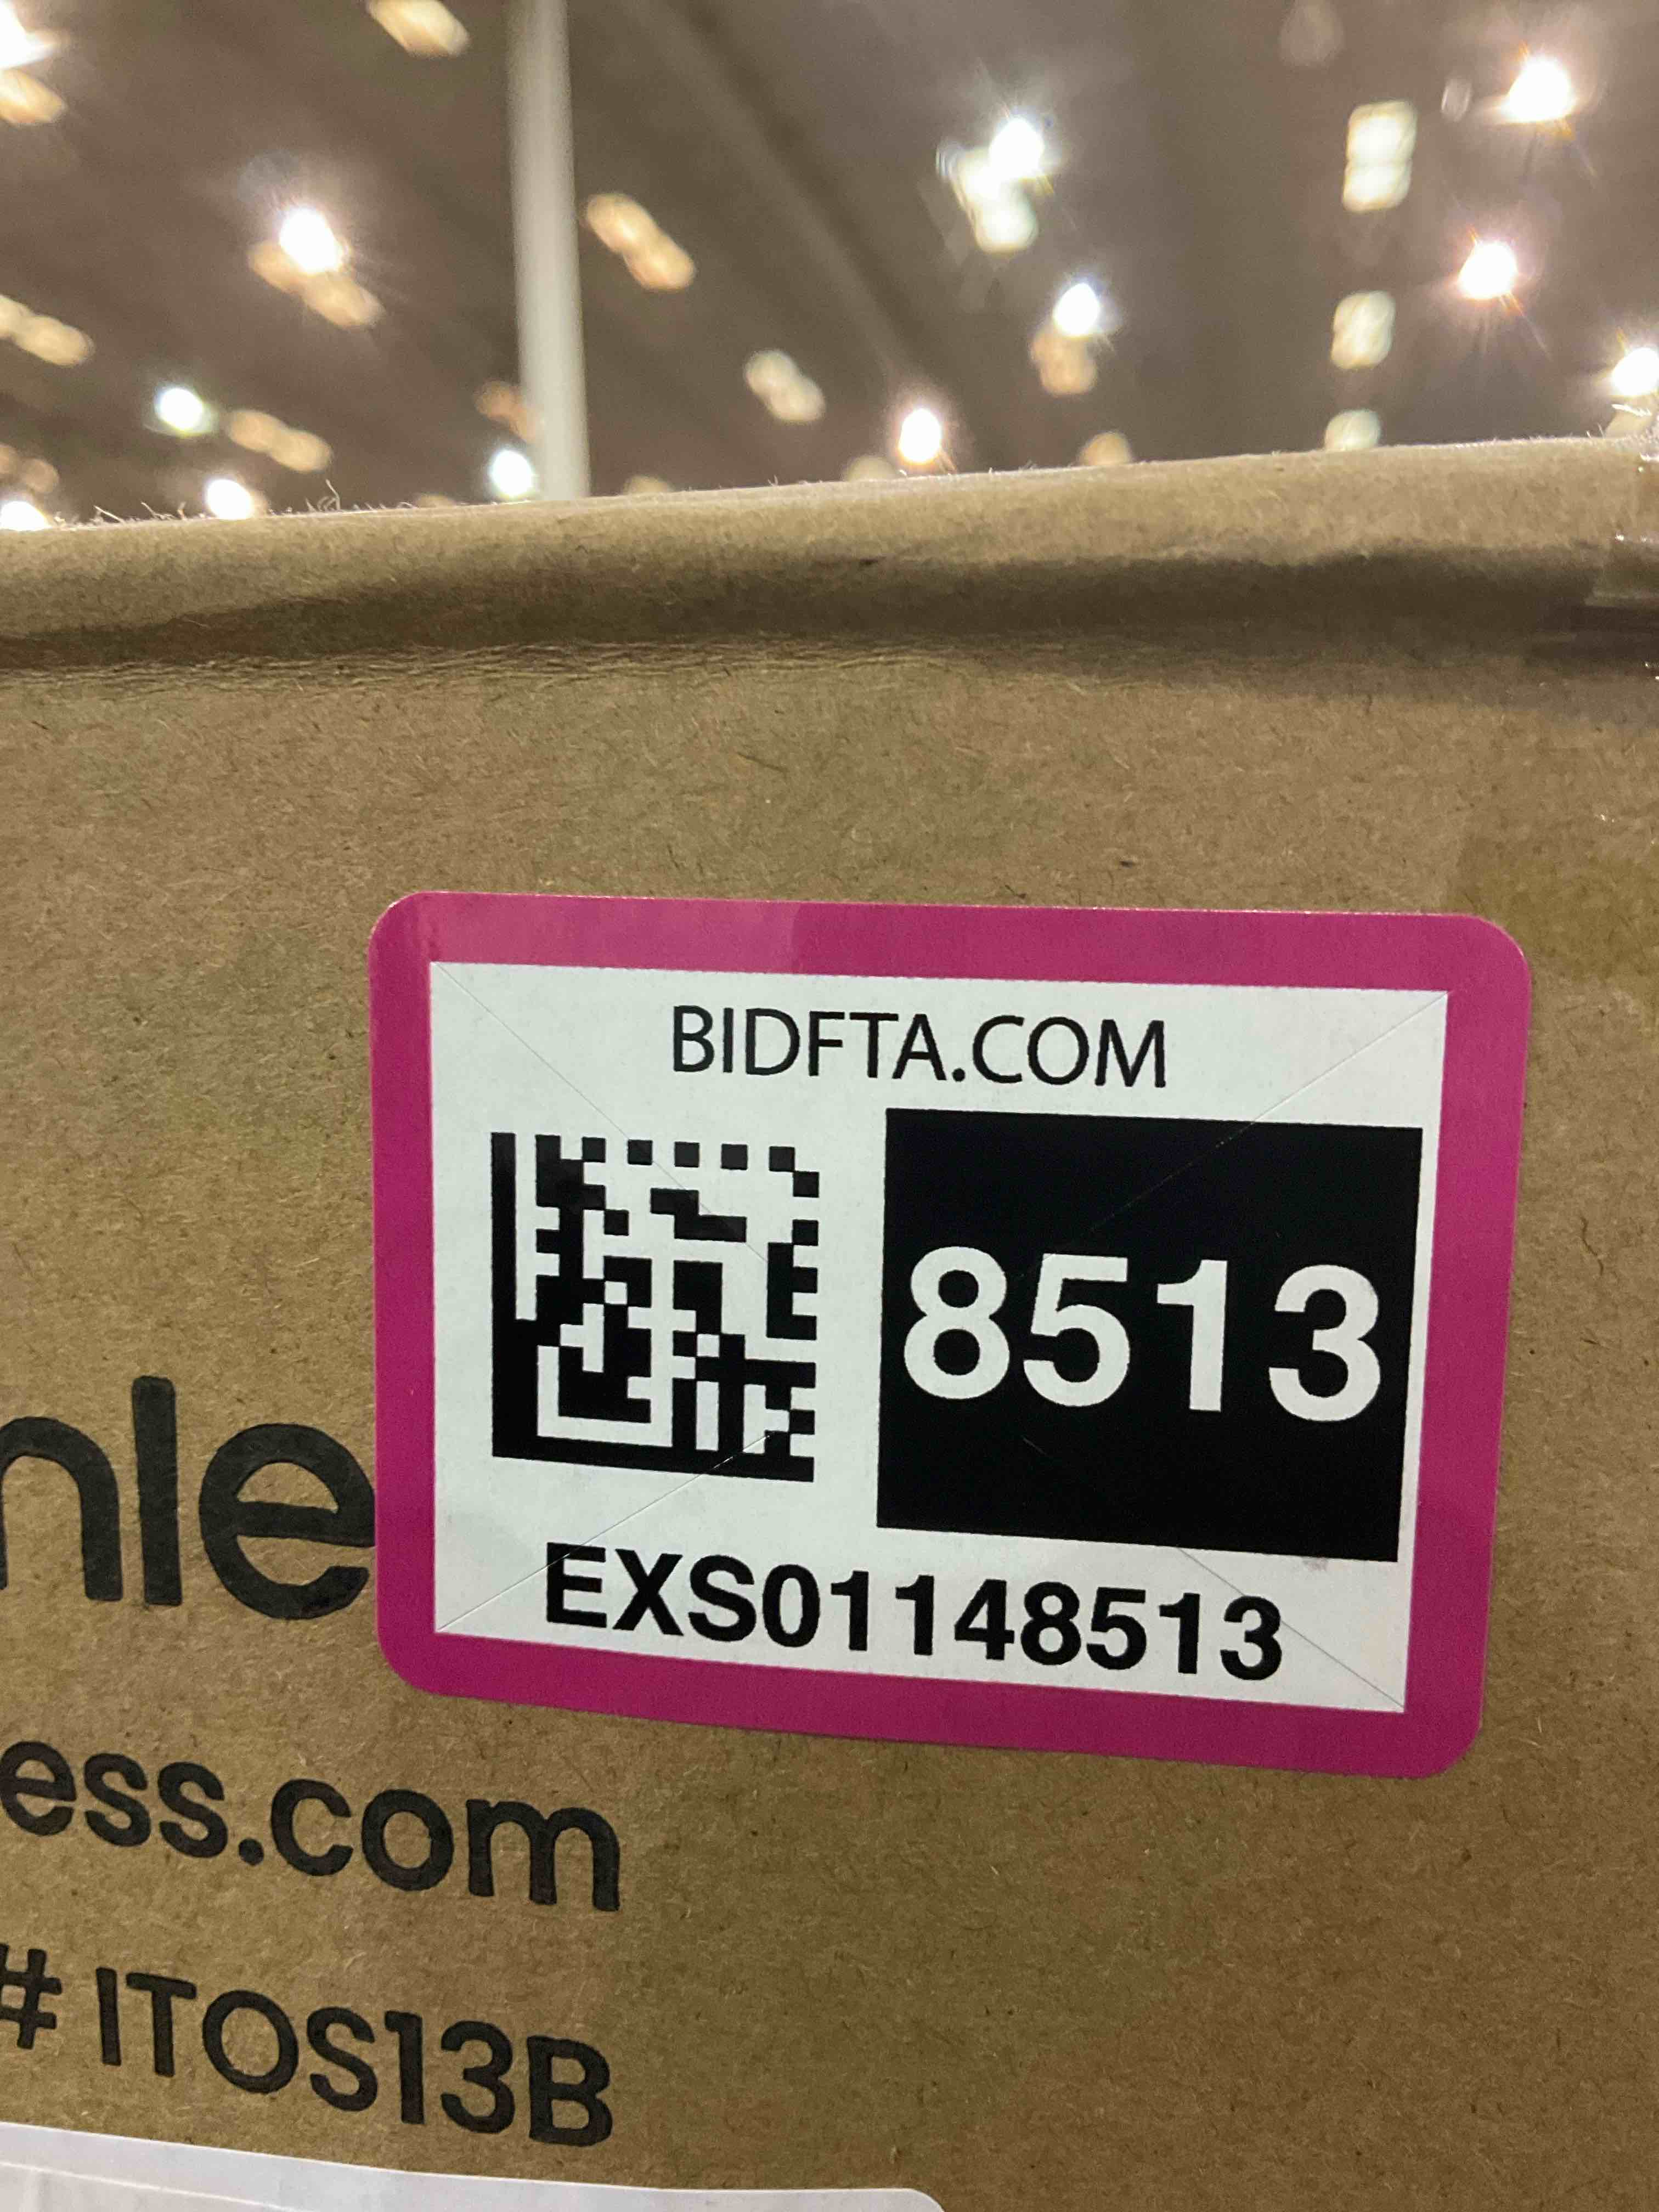 BIDFTA.COM
8513
EXS01148513
nle
ess.com
# ITOS13B